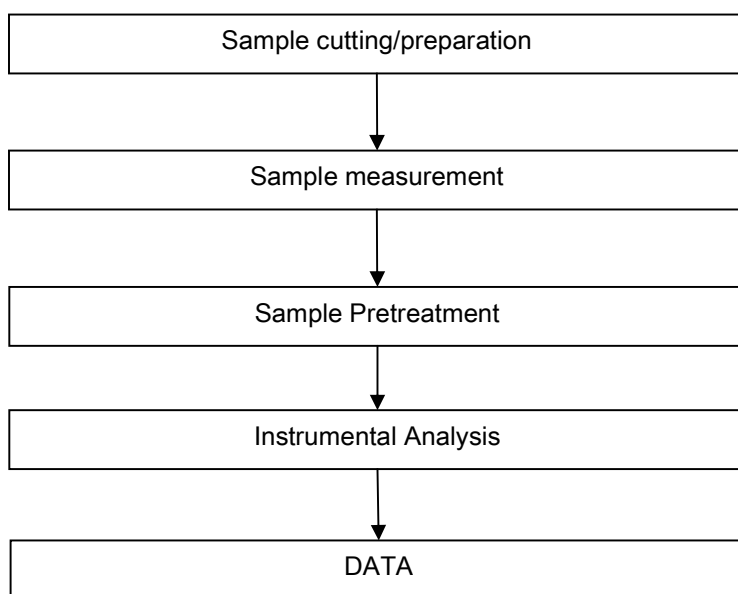 Sample cutting/preparation
Sample measurement
Sample Pretreatment
Instrumental Analysis
DATA